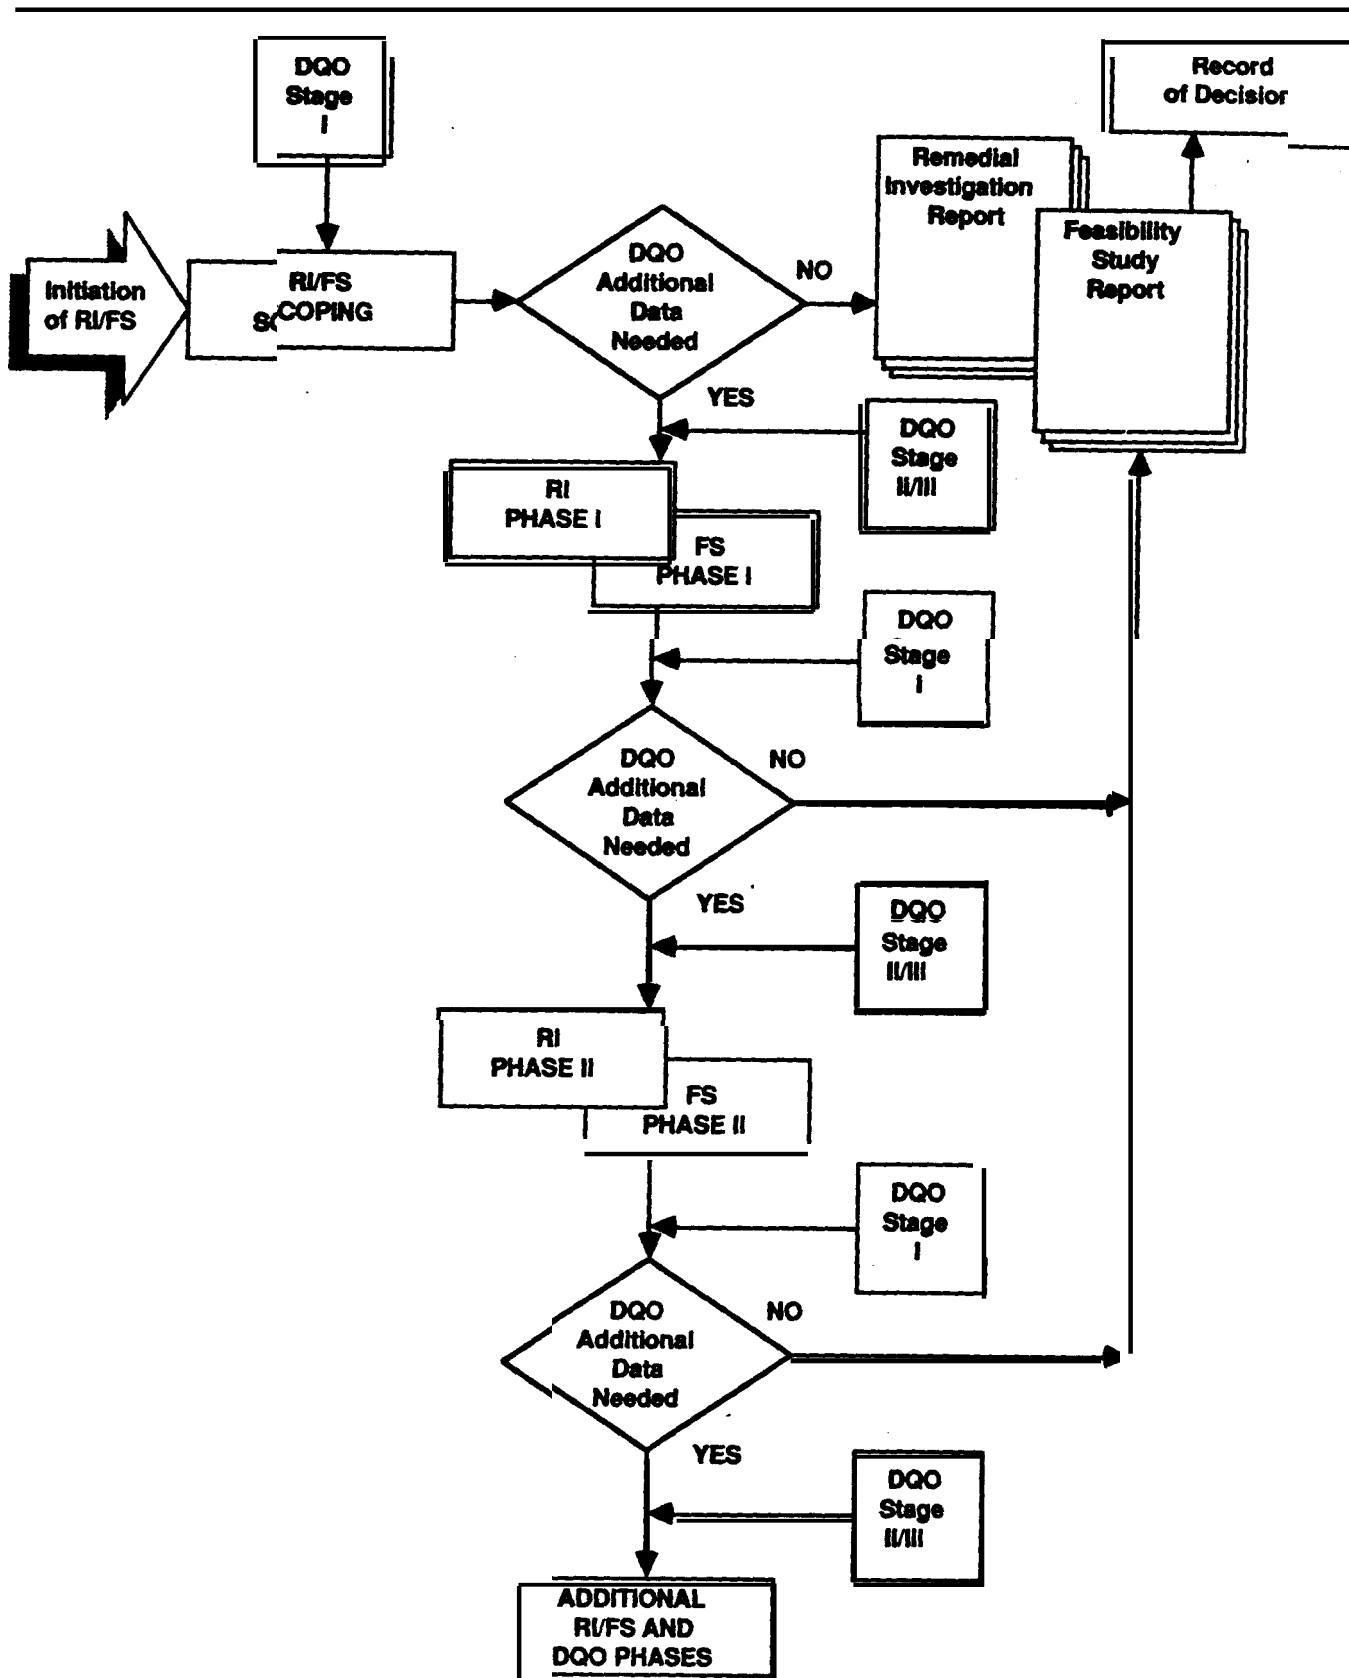 DQO
Stage
I
Record
of Decision
Remedial
Investigation
Report
Feasibility
Study
Report
Initiation
of RI/FS
RI/FS
SCOPING
DQO
Additional
Data
Needed
NO
YES
DQO
Stage
II/III
RI
PHASE I
FS
PHASE I
DQO
Stage
I
DQO
Additional
Data
Needed
NO
YES
DQO
Stage
II/III
RI
PHASE II
FS
PHASE II
DQO
Stage
I
DQO
Additional
Data
Needed
NO
YES
DQO
Stage
II/III
ADDITIONAL
RI/FS AND
DQO PHASES